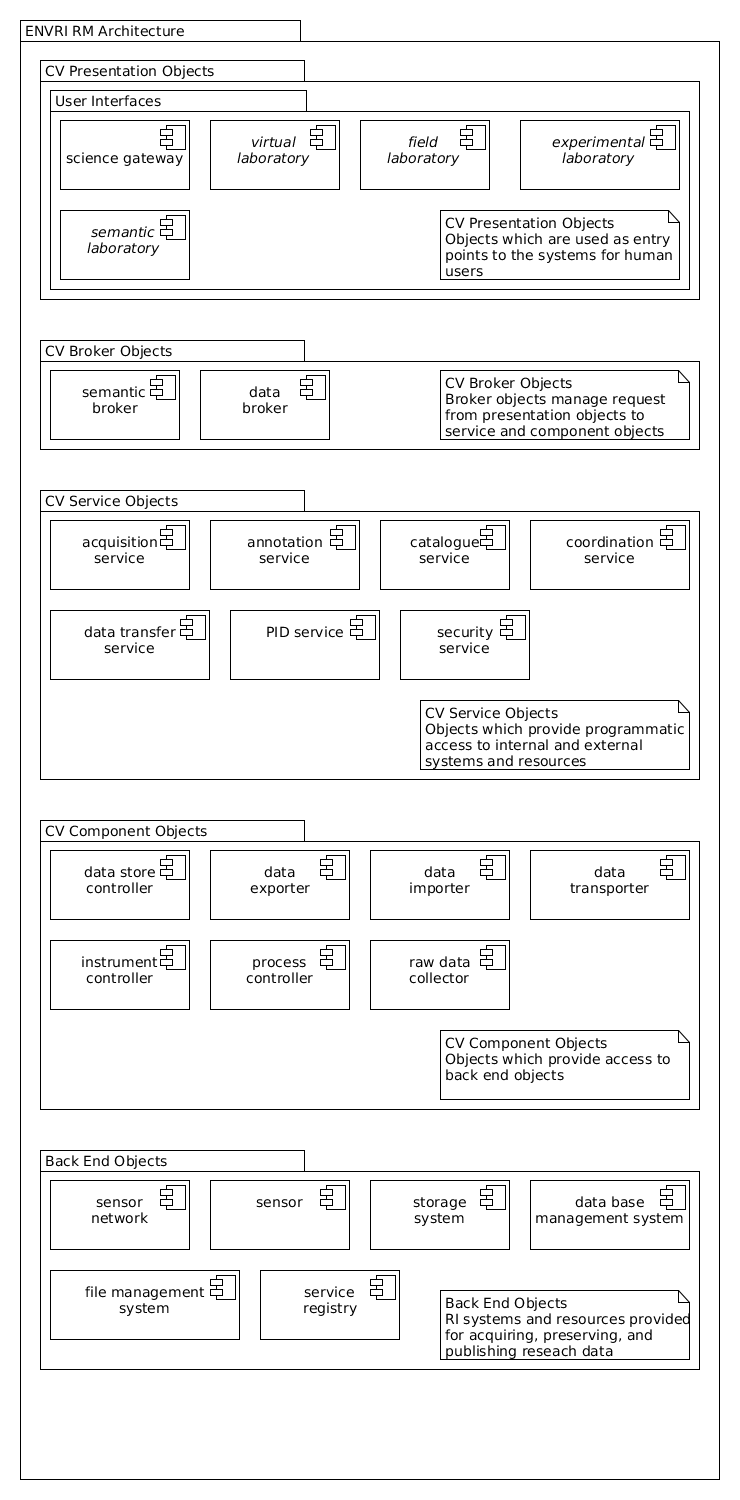 ENVRI RM Architecture
CV Presentation Objects
User Interfaces
science gateway
virtual
laboratory
field
laboratory
experimental
laboratory
semantic
laboratory
CV Presentation Objects
Objects which are used as entry
points to the systems for human
users
CV Broker Objects
semantic
broker
data
broker
CV Broker Objects
Broker objects manage request
from presentation objects to
service and component objects
CV Service Objects
acquisition
service
annotation
service
catalogue
service
coordination
service
data transfer
service
PID service
security
service
CV Service Objects
Objects which provide programmatic
access to internal and external
systems and resources
CV Component Objects
data store
controller
data
exporter
data
importer
data
transporter
instrument
controller
process
controller
raw data
collector
CV Component Objects
Objects which provide access to
back end objects
Back End Objects
sensor
network
sensor
storage
system
data base
management system
file management
system
service
registry
Back End Objects
RI systems and resources provided
for acquiring, preserving, and
publishing reseach data